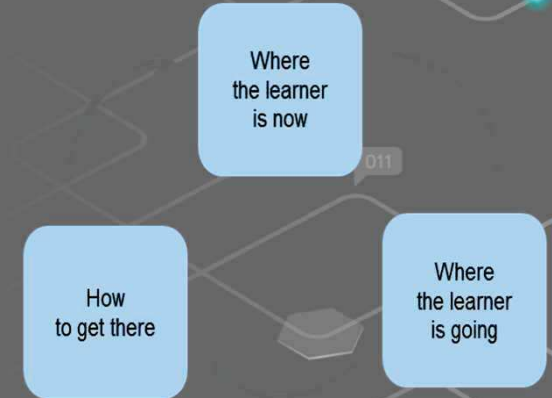 Where
the learner
is now
011
How
to get there
Where
the learner
is going